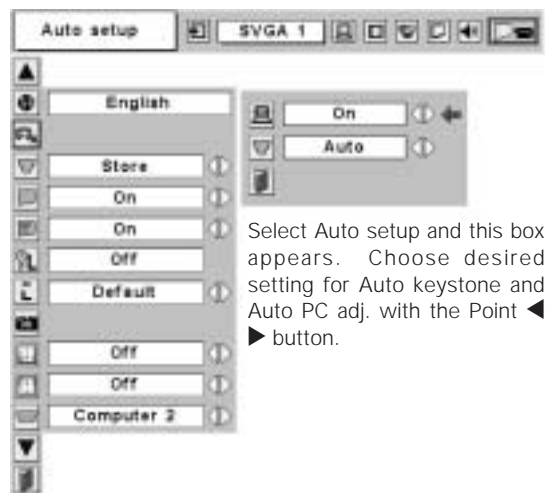 Auto setup
SVGA 1
English
Store
On
On
Off
Default
Off
Off
Computer 2
On
Auto
Select Auto setup and this box
appears. Choose desired
setting for Auto keystone and
Auto PC adj. with the Point ◀
▶ button.